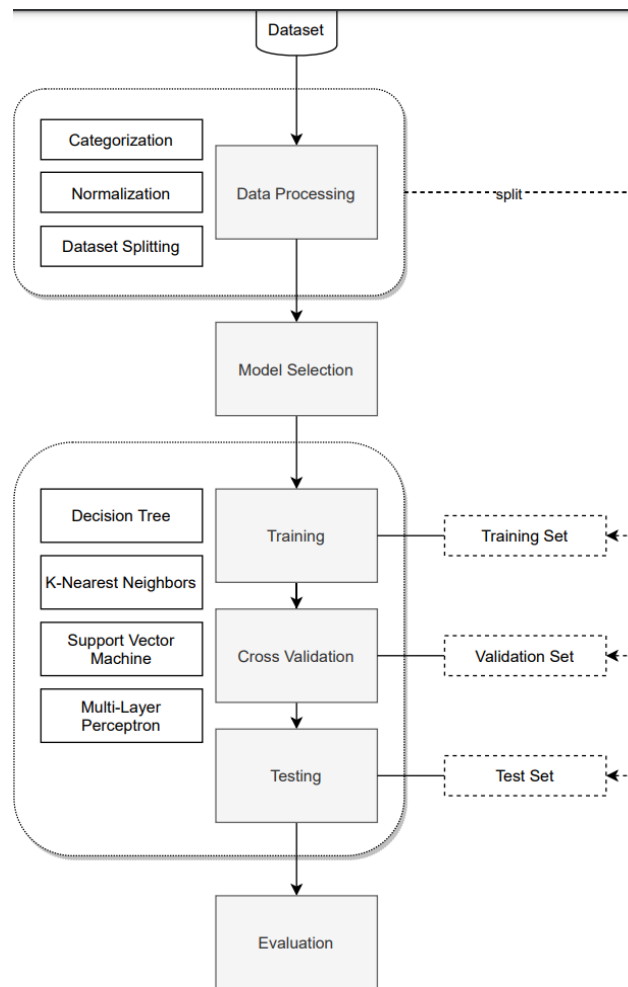 Dataset
Categorization
Normalization
Dataset Splitting
Data Processing
split
Model Selection
Decision Tree
K-Nearest Neighbors
Support Vector
Machine
Multi-Layer
Perceptron
Training
Training Set
Cross Validation
Validation Set
Testing
Test Set
Evaluation